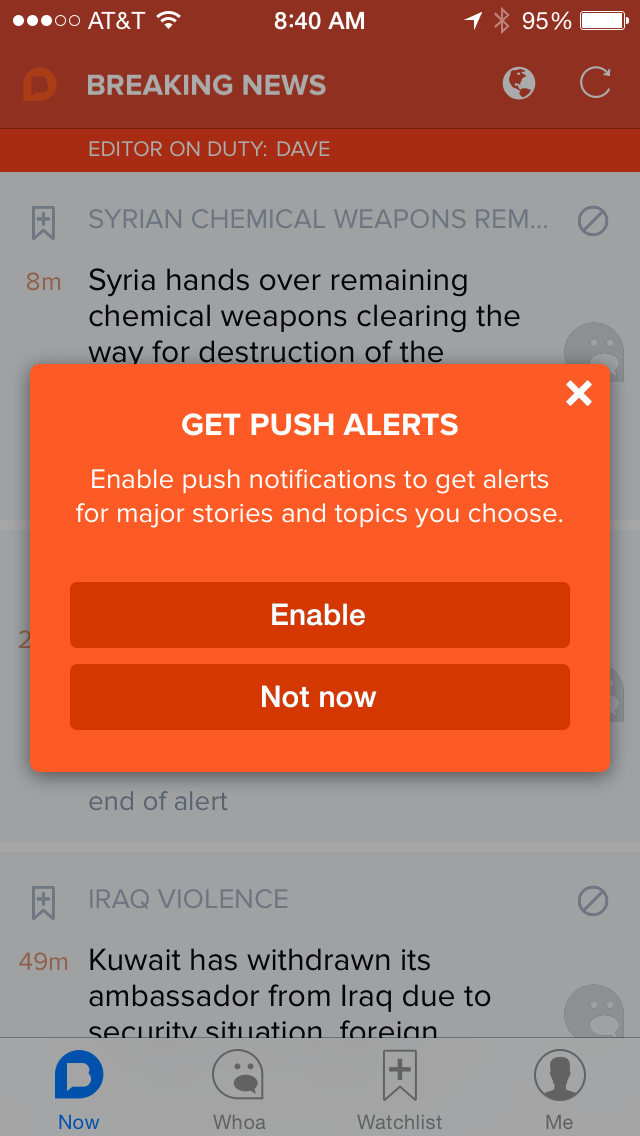 AT&T 8:40 AM 95%
BREAKING NEWS
EDITOR ON DUTY: DAVE
SYRIAN CHEMICAL WEAPONS REM...
8m
Syria hands over remaining
chemical weapons clearing the
way for destruction of the
GET PUSH ALERTS
Enable push notifications to get alerts
for major stories and topics you choose.
Enable
2
Not now
end of alert
IRAQ VIOLENCE
49m
Kuwait has withdrawn its
ambassador from Iraq due to
security situation, foreign
Now Whoa Watchlist Me